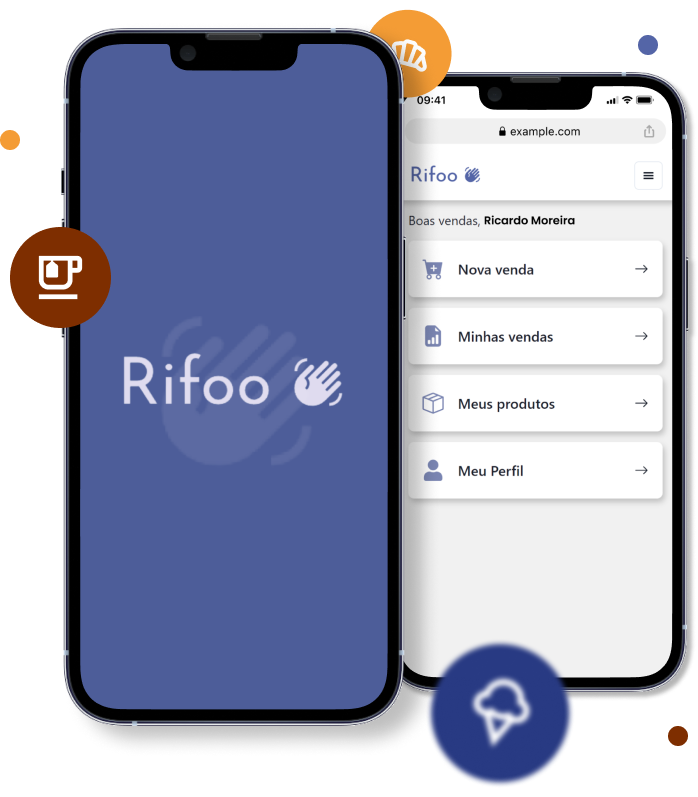 Rifoo
09:41
example.com
Rifoo
Boas vendas, Ricardo Moreira
Nova venda
Minhas vendas
Meus produtos
Meu Perfil